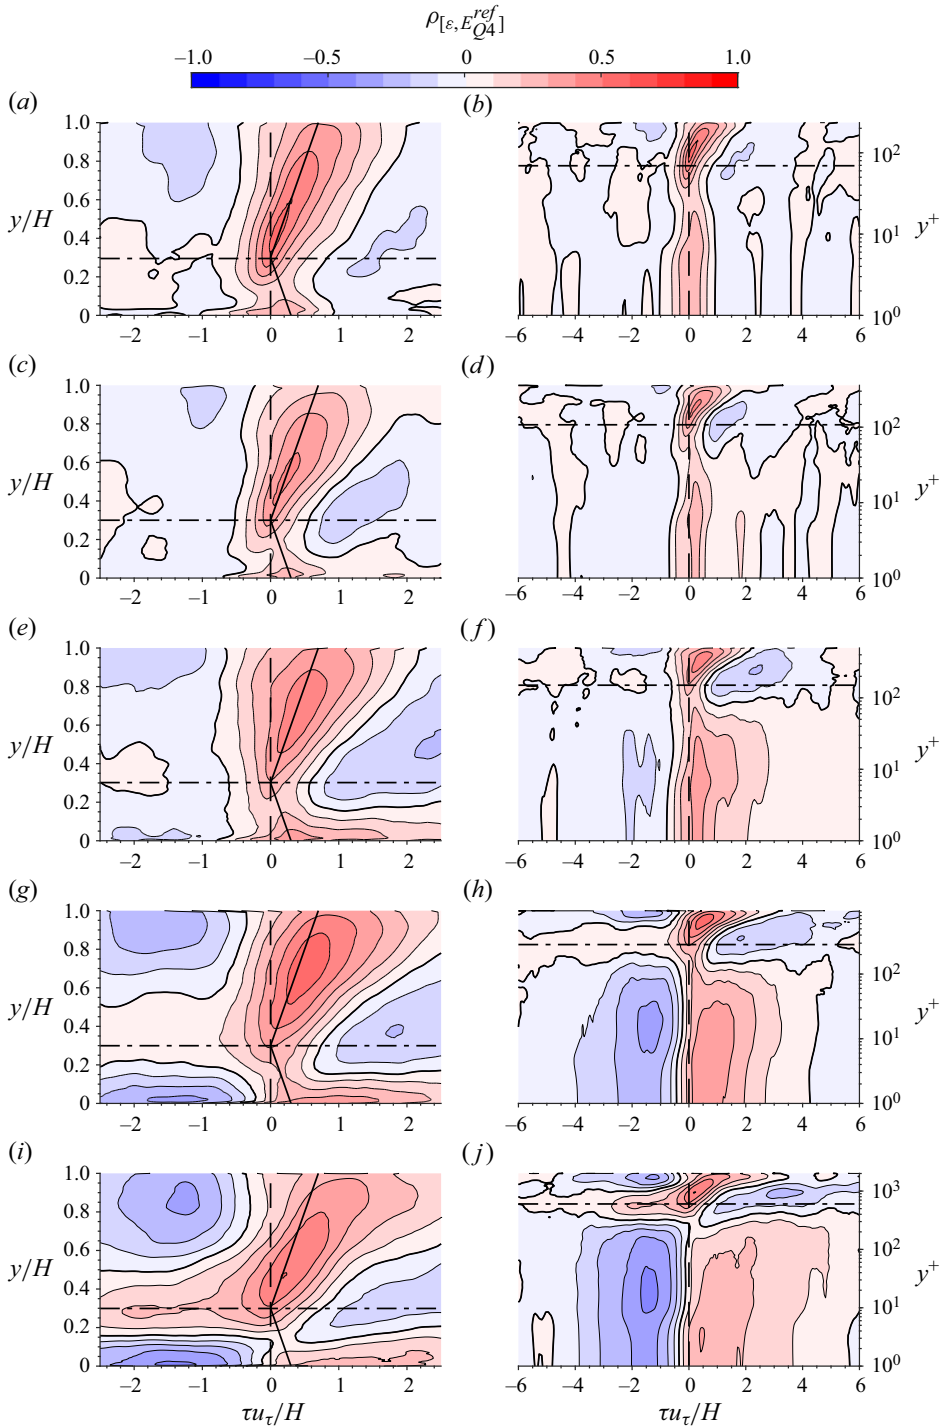 ρ[ε,E_Q4^ref]
−1.0 −0.5 0 0.5 1.0
(a) (b)
1.0
0.8
0.6
y/H
0.4
0.2
0
−2 −1 0 1 2
10²
10¹
10⁰
y⁺
−6 −4 −2 0 2 4 6
(c) (d)
1.0
0.8
0.6
y/H
0.4
0.2
0
−2 −1 0 1 2
10²
10¹
10⁰
y⁺
−6 −4 −2 0 2 4 6
(e) (f)
1.0
0.8
0.6
y/H
0.4
0.2
0
−2 −1 0 1 2
10²
10¹
10⁰
y⁺
−6 −4 −2 0 2 4 6
(g) (h)
1.0
0.8
0.6
y/H
0.4
0.2
0
−2 −1 0 1 2
10²
10¹
10⁰
y⁺
−6 −4 −2 0 2 4 6
(i) (j)
1.0
0.8
0.6
y/H
0.4
0.2
0
−2 −1 0 1 2
τu_τ/H
10³
10²
10¹
10⁰
y⁺
−6 −4 −2 0 2 4 6
τu_τ/H